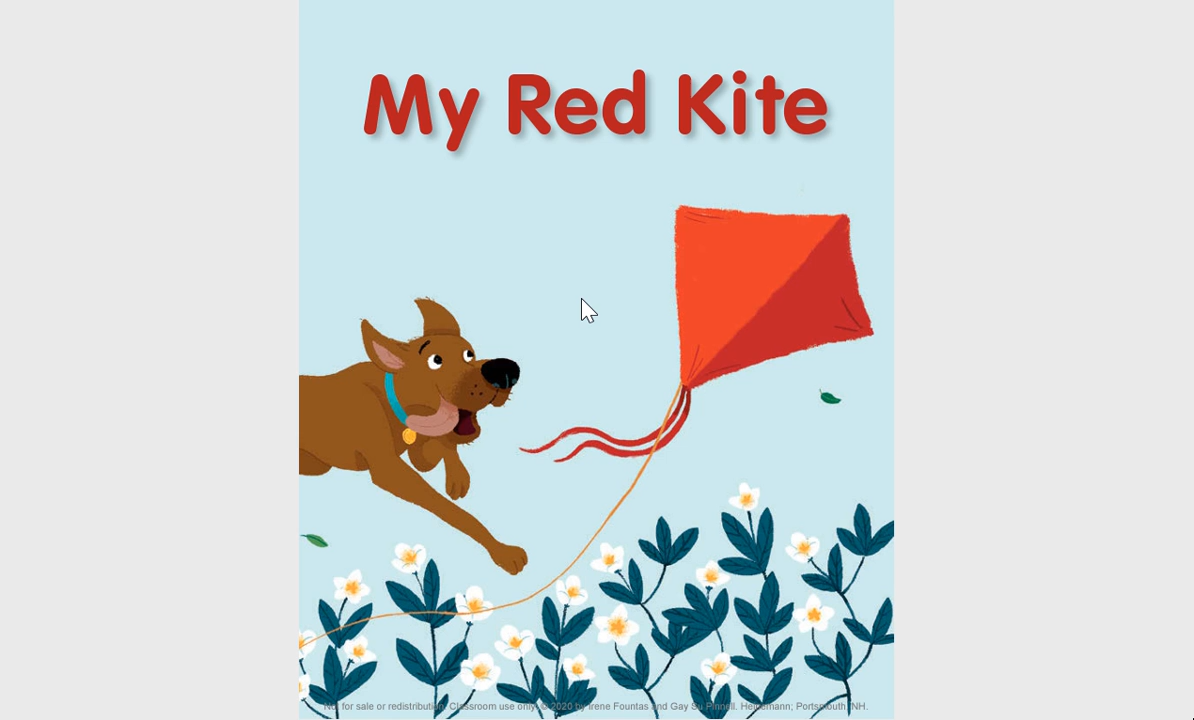 My Red Kite
Not for sale or redistribution. Classroom use only. © 2020 by Irene Fountas and Gay Su Pinnell. Heinemann; Portsmouth, NH.